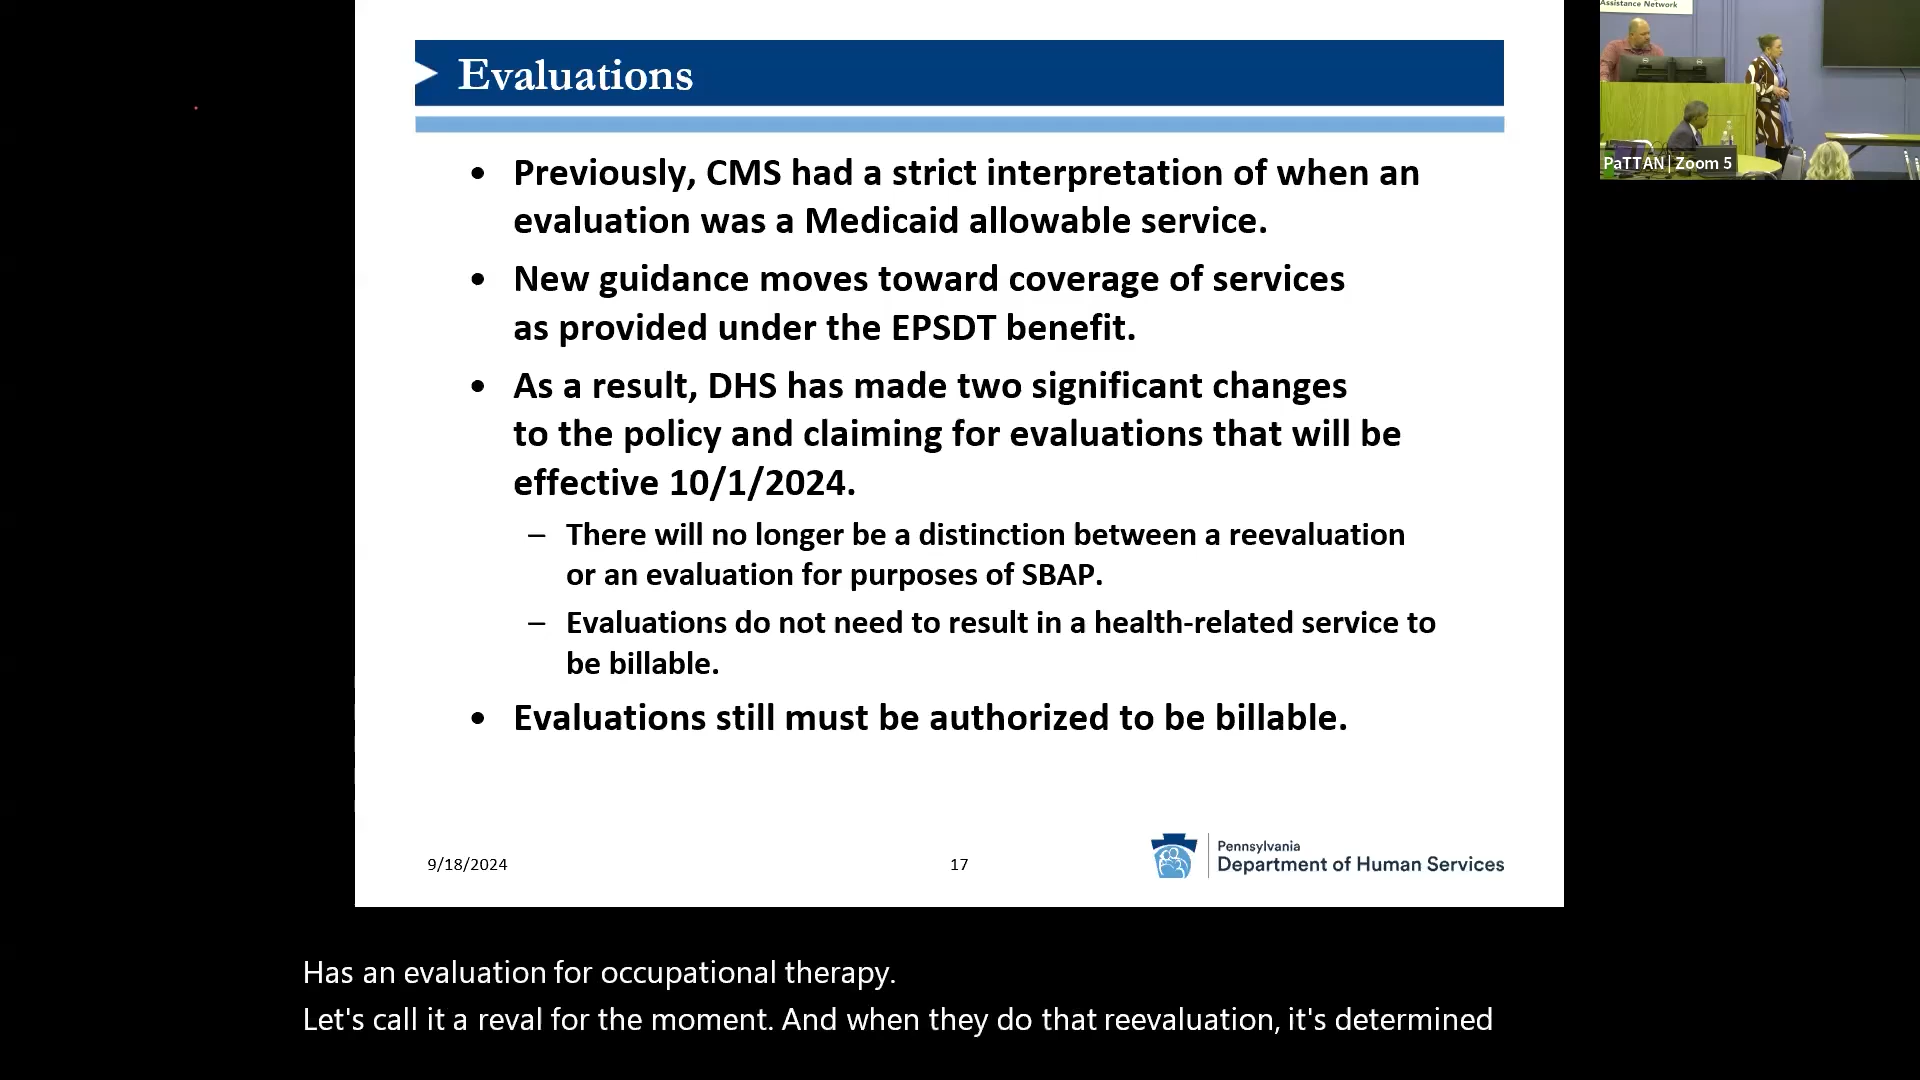 Assistance Network
Evaluations
PaTTAN | Zoom 5
• Previously, CMS had a strict interpretation of when an
evaluation was a Medicaid allowable service.
• New guidance moves toward coverage of services
as provided under the EPSDT benefit.
• As a result, DHS has made two significant changes
to the policy and claiming for evaluations that will be
effective 10/1/2024.
– There will no longer be a distinction between a reevaluation
or an evaluation for purposes of SBAP.
– Evaluations do not need to result in a health-related service to
be billable.
• Evaluations still must be authorized to be billable.
9/18/2024
17
Pennsylvania
Department of Human Services
Has an evaluation for occupational therapy.
Let's call it a reval for the moment. And when they do that reevaluation, it's determined